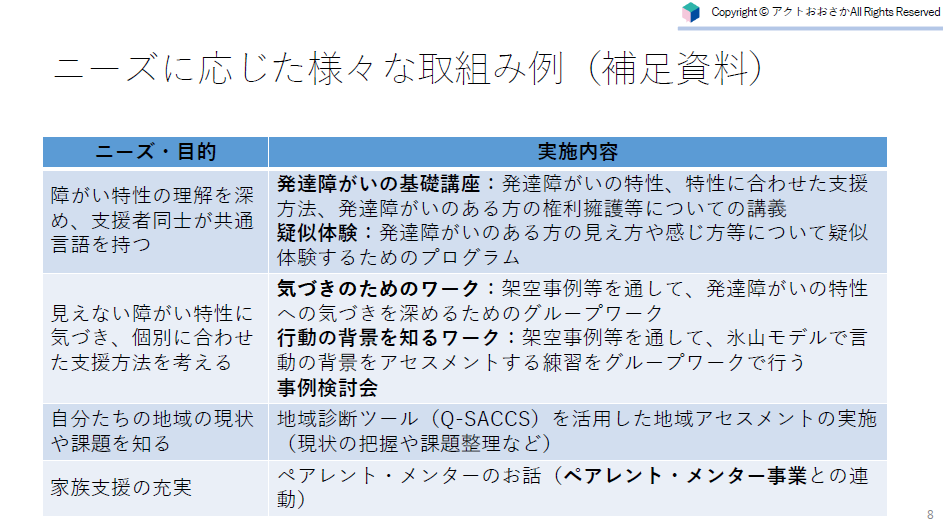 Copyright © アクトおおさかAll Rights Reserved
ニーズに応じた様々な取組み例（補足資料）
ニーズ・目的
実施内容
障がい特性の理解を深
め、支援者同士が共通
言語を持つ
発達障がいの基礎講座：発達障がいの特性、特性に合わせた支援
方法、発達障がいのある方の権利擁護等についての講義
疑似体験：発達障がいのある方の見え方や感じ方等について疑似
体験するためのプログラム
見えない障がい特性に
気づき、個別に合わせ
た支援方法を考える
気づきのためのワーク：架空事例等を通して、発達障がいの特性
への気づきを深めるためのグループワーク
行動の背景を知るワーク：架空事例等を通して、氷山モデルで言
動の背景をアセスメントする練習をグループワークで行う
事例検討会
自分たちの地域の現状
や課題を知る
地域診断ツール（Q-SACCS）を活用した地域アセスメントの実施
（現状の把握や課題整理など）
家族支援の充実
ペアレント・メンターのお話（ペアレント・メンター事業との連
動）
8